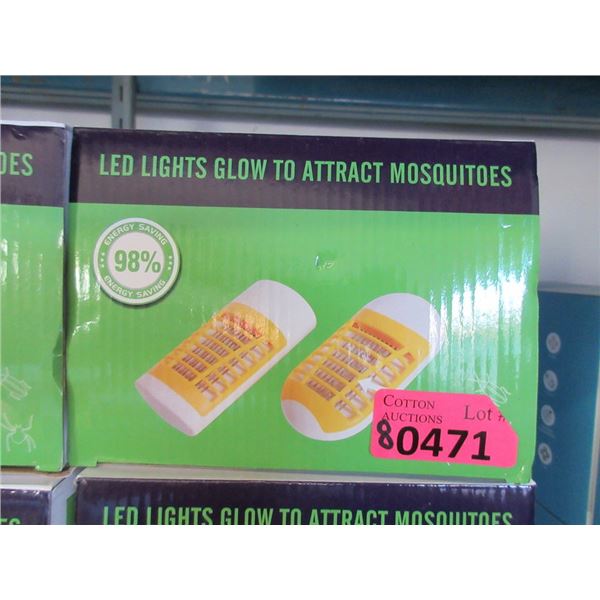 DES
LED LIGHTS GLOW TO ATTRACT MOSQUITOES
ENERGY SAVING
98%
ENERGY SAVING
COTTON
AUCTIONS
Lot #
80471
LED LIGHTS GLOW TO ATTRACT MOSQUITOES